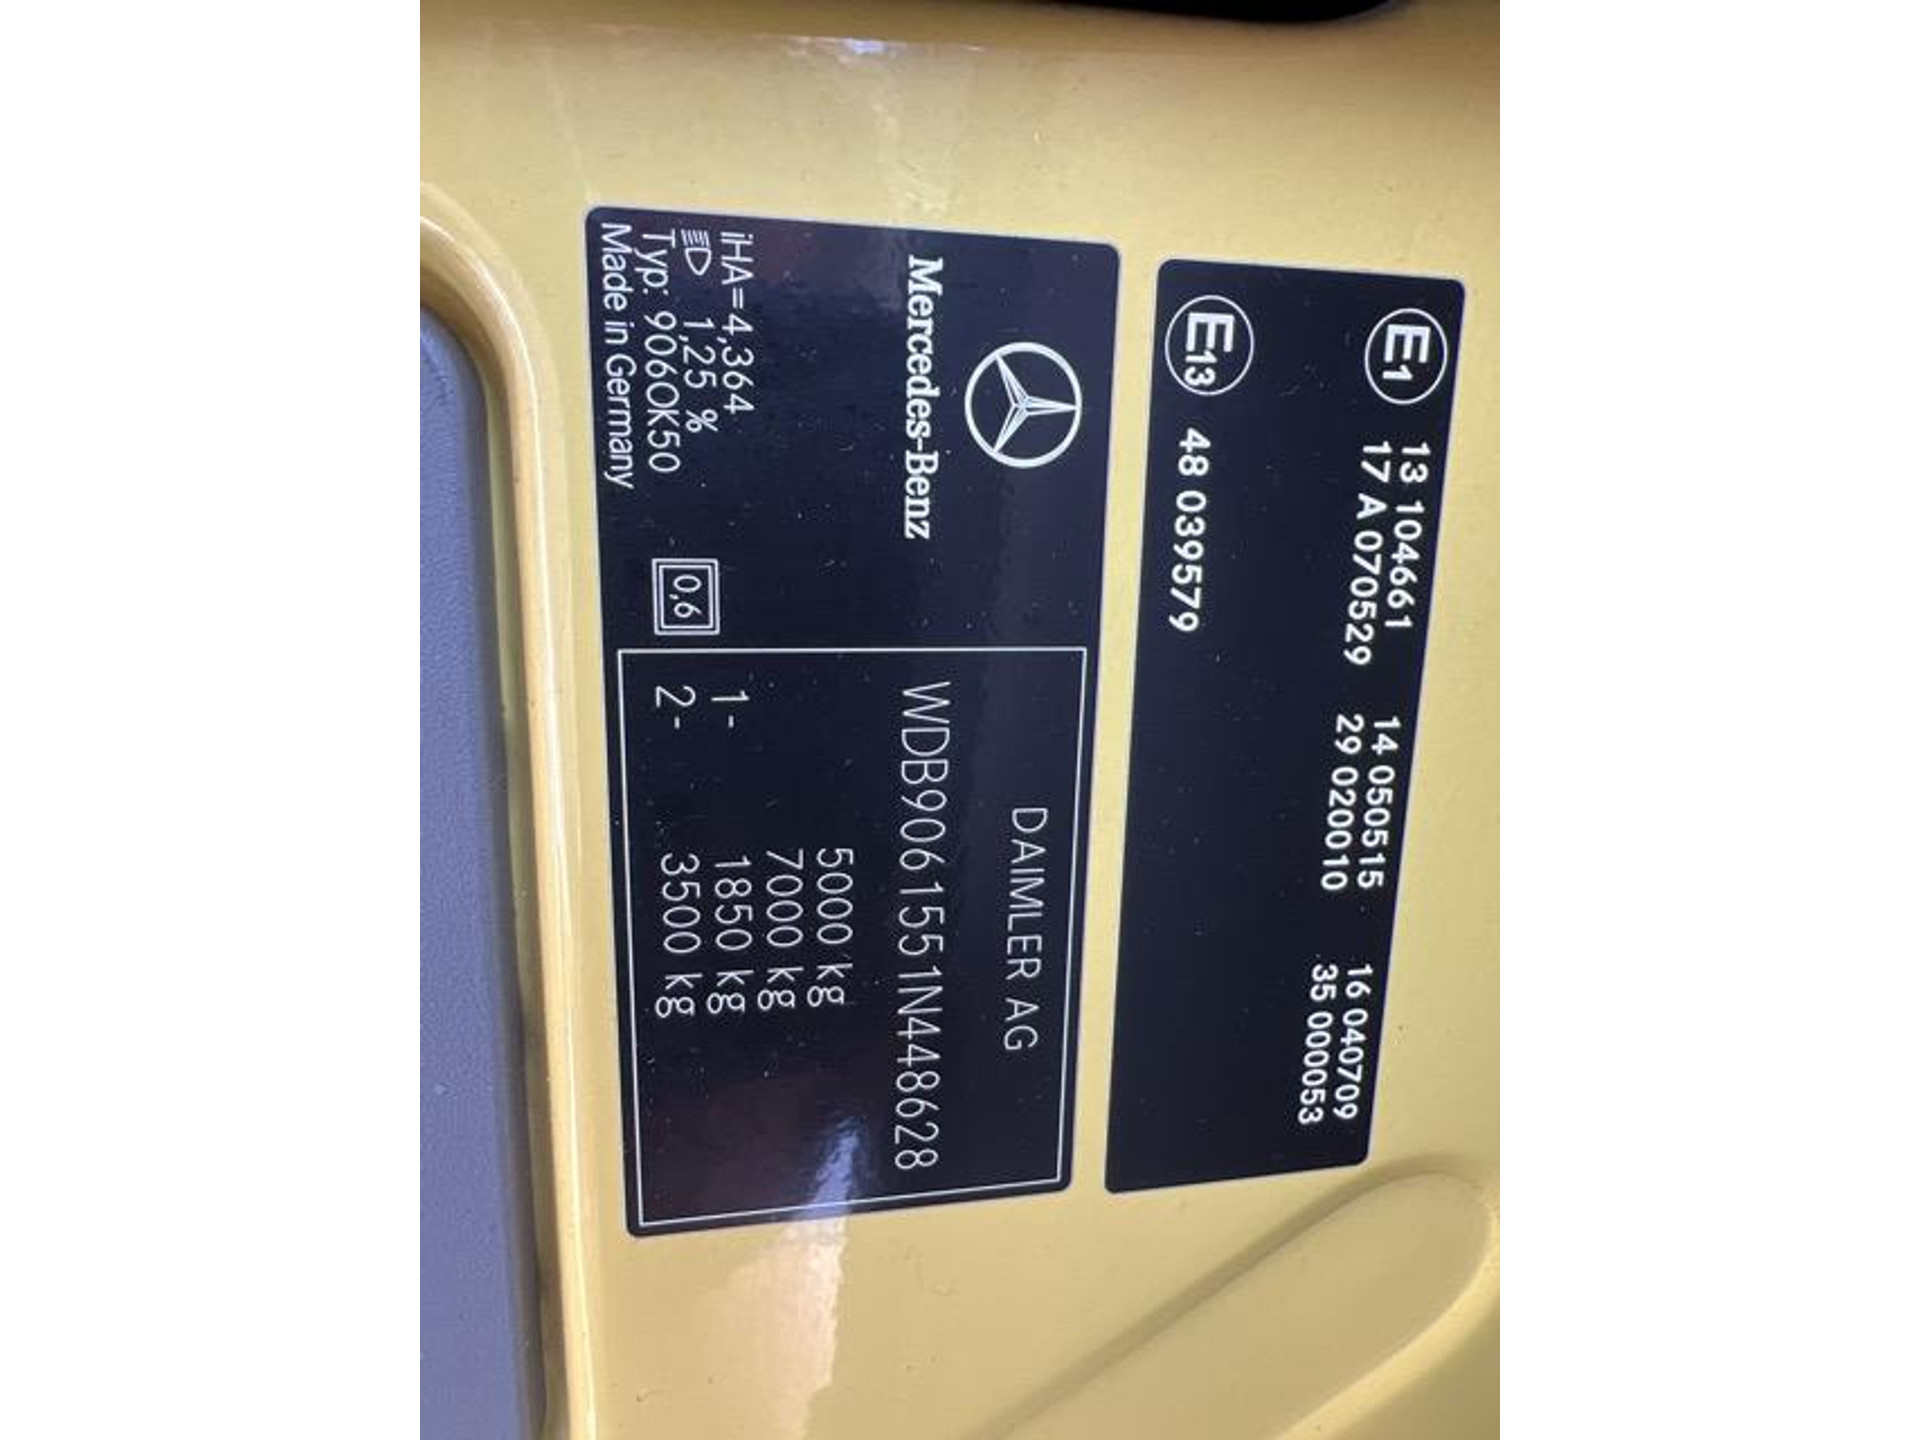 E1 13 104661 14 050515 16 040709
17 A 070529 29 020010 35 000053
E13 48 039579
Mercedes-Benz
iHA=4,364
1,25 %
Typ: 906OK50
Made in Germany
0,6
DAIMLER AG
WDB9061551N448628
5000 kg
7000 kg
1- 1850 kg
2- 3500 kg